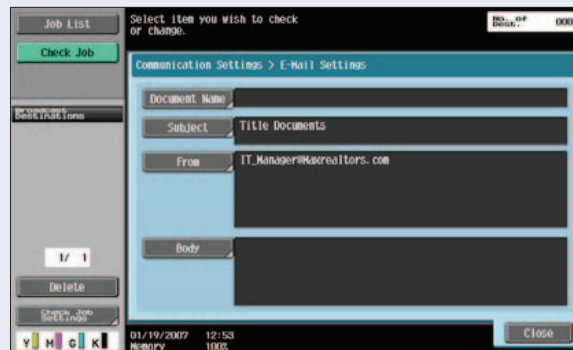 Job List
Check Job
Broadcast
Destinations
1/ 1
Delete
Check Job
Settings
Y M C K
Select item you wish to check
or change.
No. of
Dest.
000
Communication Settings > E-Mail Settings
Document Name
Subject
Title Documents
From
IT_Manager@Maxrealtors.com
Body
01/19/2007 12:53
Memory 100%
Close